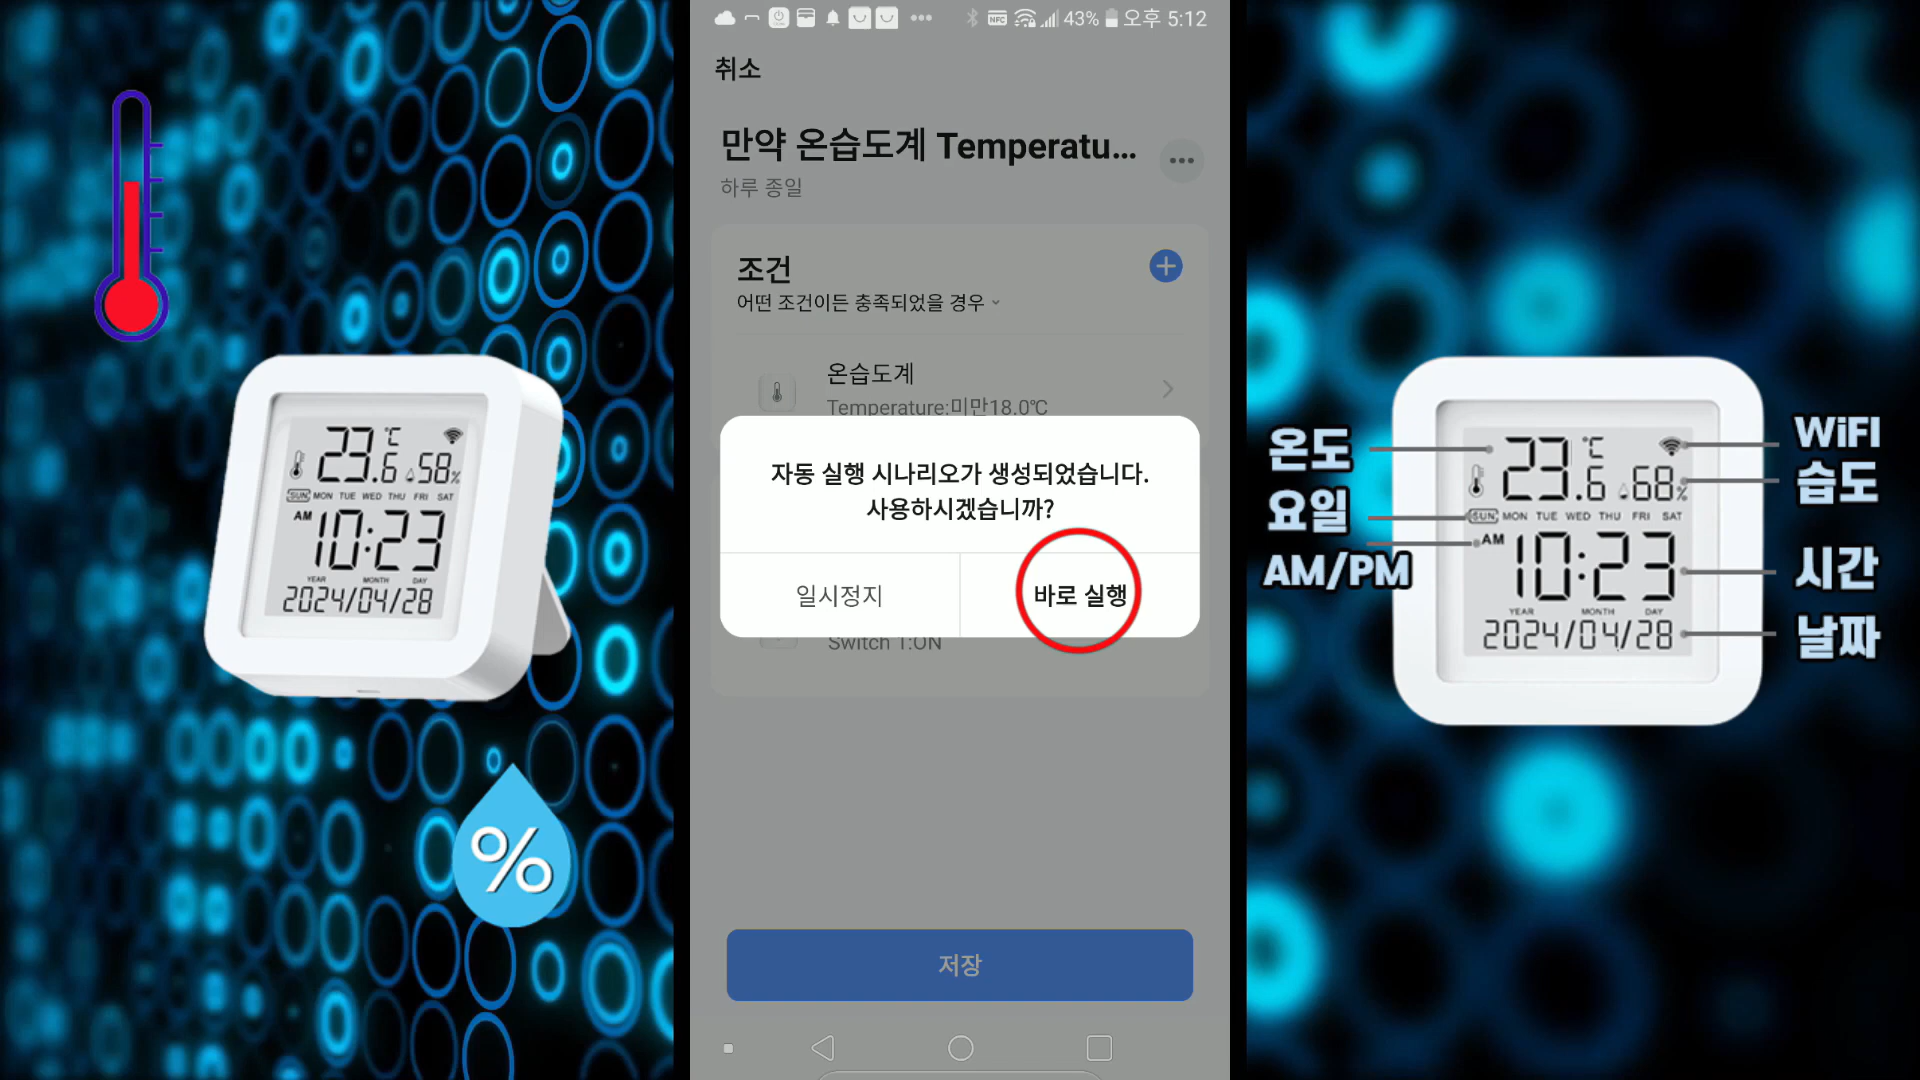 23.6 °C 58%
SUN MON TUE WED THU FRI SAT
AM 10:23
YEAR MONTH DAY
2024/04/28
%
NFC 43% 오후 5:12
취소
만약 온습도계 Temperatu...
하루 종일
조건
어떤 조건이든 충족되었을 경우
온습도계
Temperature:미만18.0℃
자동 실행 시나리오가 생성되었습니다.
사용하시겠습니까?
일시정지 바로 실행
Switch 1:ON
저장
온도
요일
AM/PM
23.6 °C 68%
SUN MON TUE WED THU FRI SAT
AM 10:23
YEAR MONTH DAY
2024/04/28
WiFI
습도
시간
날짜